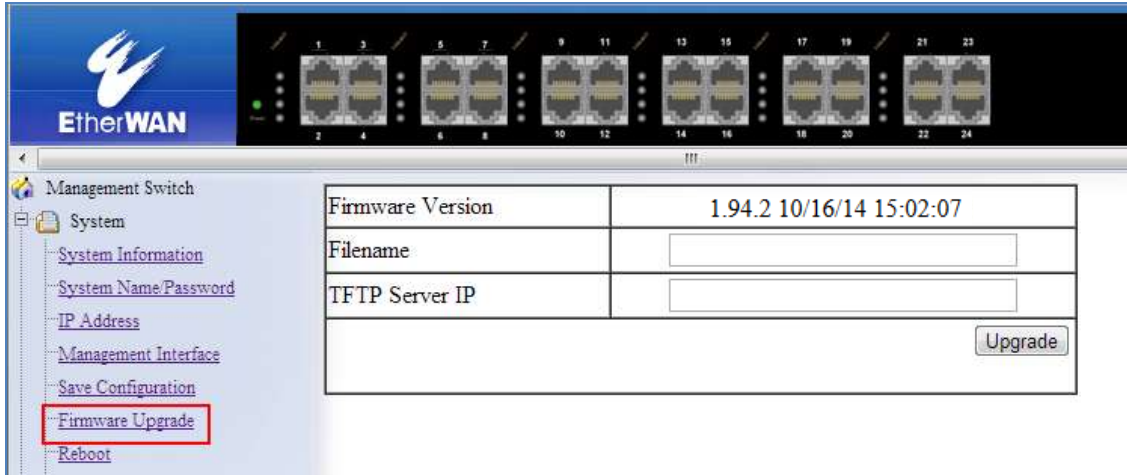 1 3 5 7 9 11 13 15 17 19 21 23
EtherWAN
2 4 6 8 10 12 14 16 18 20 22 24
Management Switch
System
System Information
System Name/Password
IP Address
Management Interface
Save Configuration
Firmware Upgrade
Reboot
Firmware Version 1.94.2 10/16/14 15:02:07
Filename
TFTP Server IP
Upgrade